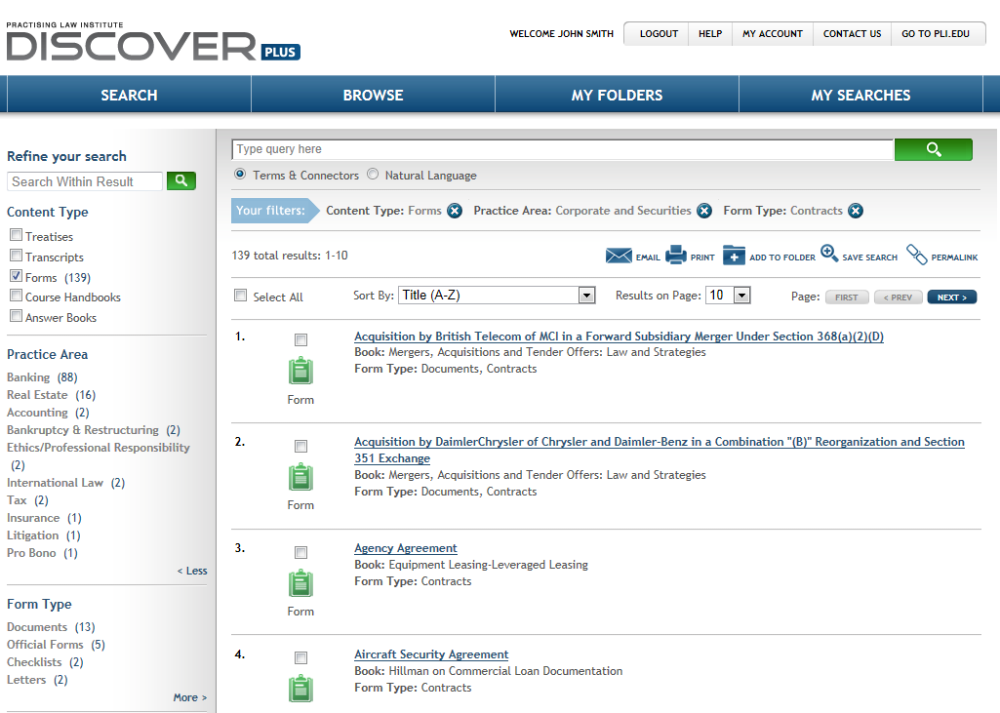 PRACTISING LAW INSTITUTE
DISCOVER PLUS
WELCOME JOHN SMITH
LOGOUT
HELP
MY ACCOUNT
CONTACT US
GO TO PLI.EDU
SEARCH
BROWSE
MY FOLDERS
MY SEARCHES
Refine your search
Search Within Result
Content Type
Treatises
Transcripts
Forms (139)
Course Handbooks
Answer Books
Practice Area
Banking (88)
Real Estate (16)
Accounting (2)
Bankruptcy & Restructuring (2)
Ethics/Professional Responsibility
(2)
International Law (2)
Tax (2)
Insurance (1)
Litigation (1)
Pro Bono (1)
< Less
Form Type
Documents (13)
Official Forms (5)
Checklists (2)
Letters (2)
More >
Type query here
Terms & Connectors
Natural Language
Your filters:
Content Type: Forms
Practice Area: Corporate and Securities
Form Type: Contracts
139 total results: 1-10
EMAIL
PRINT
ADD TO FOLDER
SAVE SEARCH
PERMALINK
Select All
Sort By: Title (A-Z)
Results on Page: 10
Page:
FIRST
< PREV
NEXT >
1.
Form
Acquisition by British Telecom of MCI in a Forward Subsidiary Merger Under Section 368(a)(2)(D)
Book: Mergers, Acquisitions and Tender Offers: Law and Strategies
Form Type: Documents, Contracts
2.
Form
Acquisition by DaimlerChrysler of Chrysler and Daimler-Benz in a Combination "(B)" Reorganization and Section
351 Exchange
Book: Mergers, Acquisitions and Tender Offers: Law and Strategies
Form Type: Documents, Contracts
3.
Form
Agency Agreement
Book: Equipment Leasing-Leveraged Leasing
Form Type: Contracts
4.
Aircraft Security Agreement
Book: Hillman on Commercial Loan Documentation
Form Type: Contracts